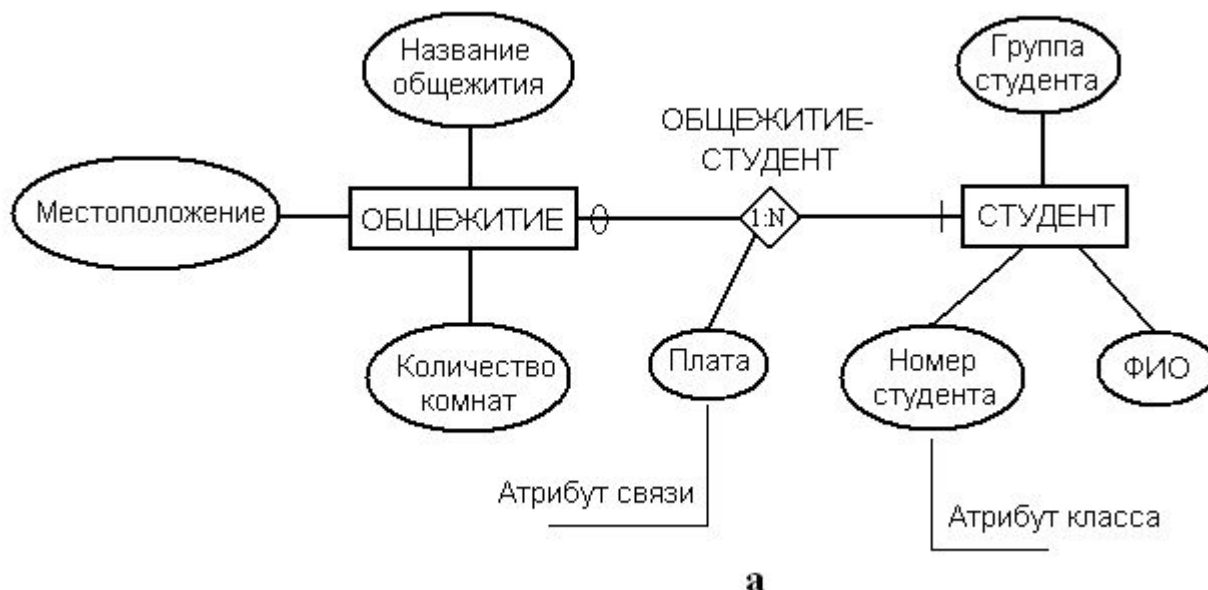 Название
общежития
Группа
студента
ОБЩЕЖИТИЕ-
СТУДЕНТ
Местоположение
ОБЩЕЖИТИЕ
1:N
СТУДЕНТ
Количество
комнат
Плата
Номер
студента
ФИО
Атрибут связи
Атрибут класса
а